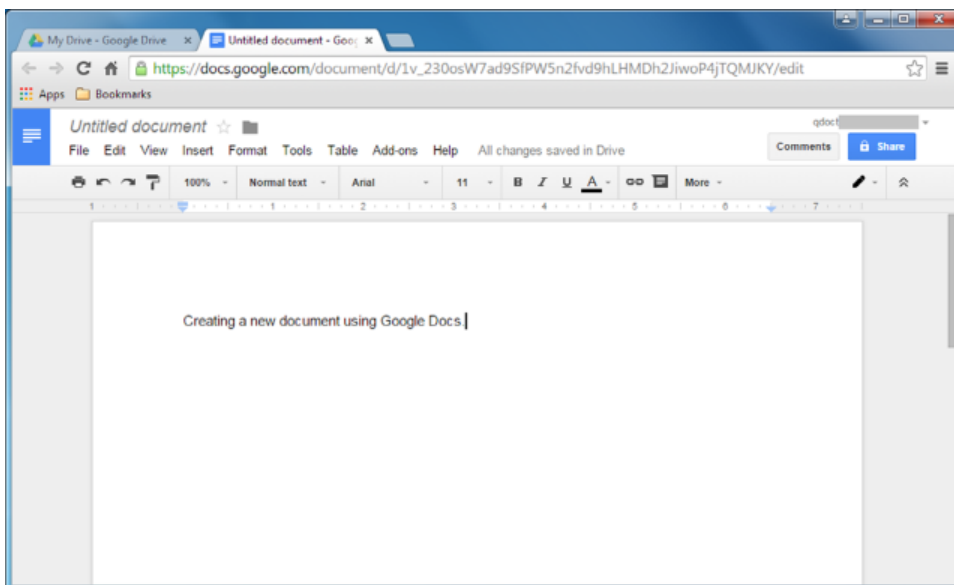 My Drive - Google Drive
Untitled document - Goo
https://docs.google.com/document/d/1v_230osW7ad9SfPW5n2fvd9hLHMDh2JiwoP4jTQMJKY/edit
Apps Bookmarks
Untitled document
qdoct
File Edit View Insert Format Tools Table Add-ons Help All changes saved in Drive
Comments Share
100% Normal text Arial 11 B I U A More
1 1 2 3 4 5 6 7
Creating a new document using Google Docs.